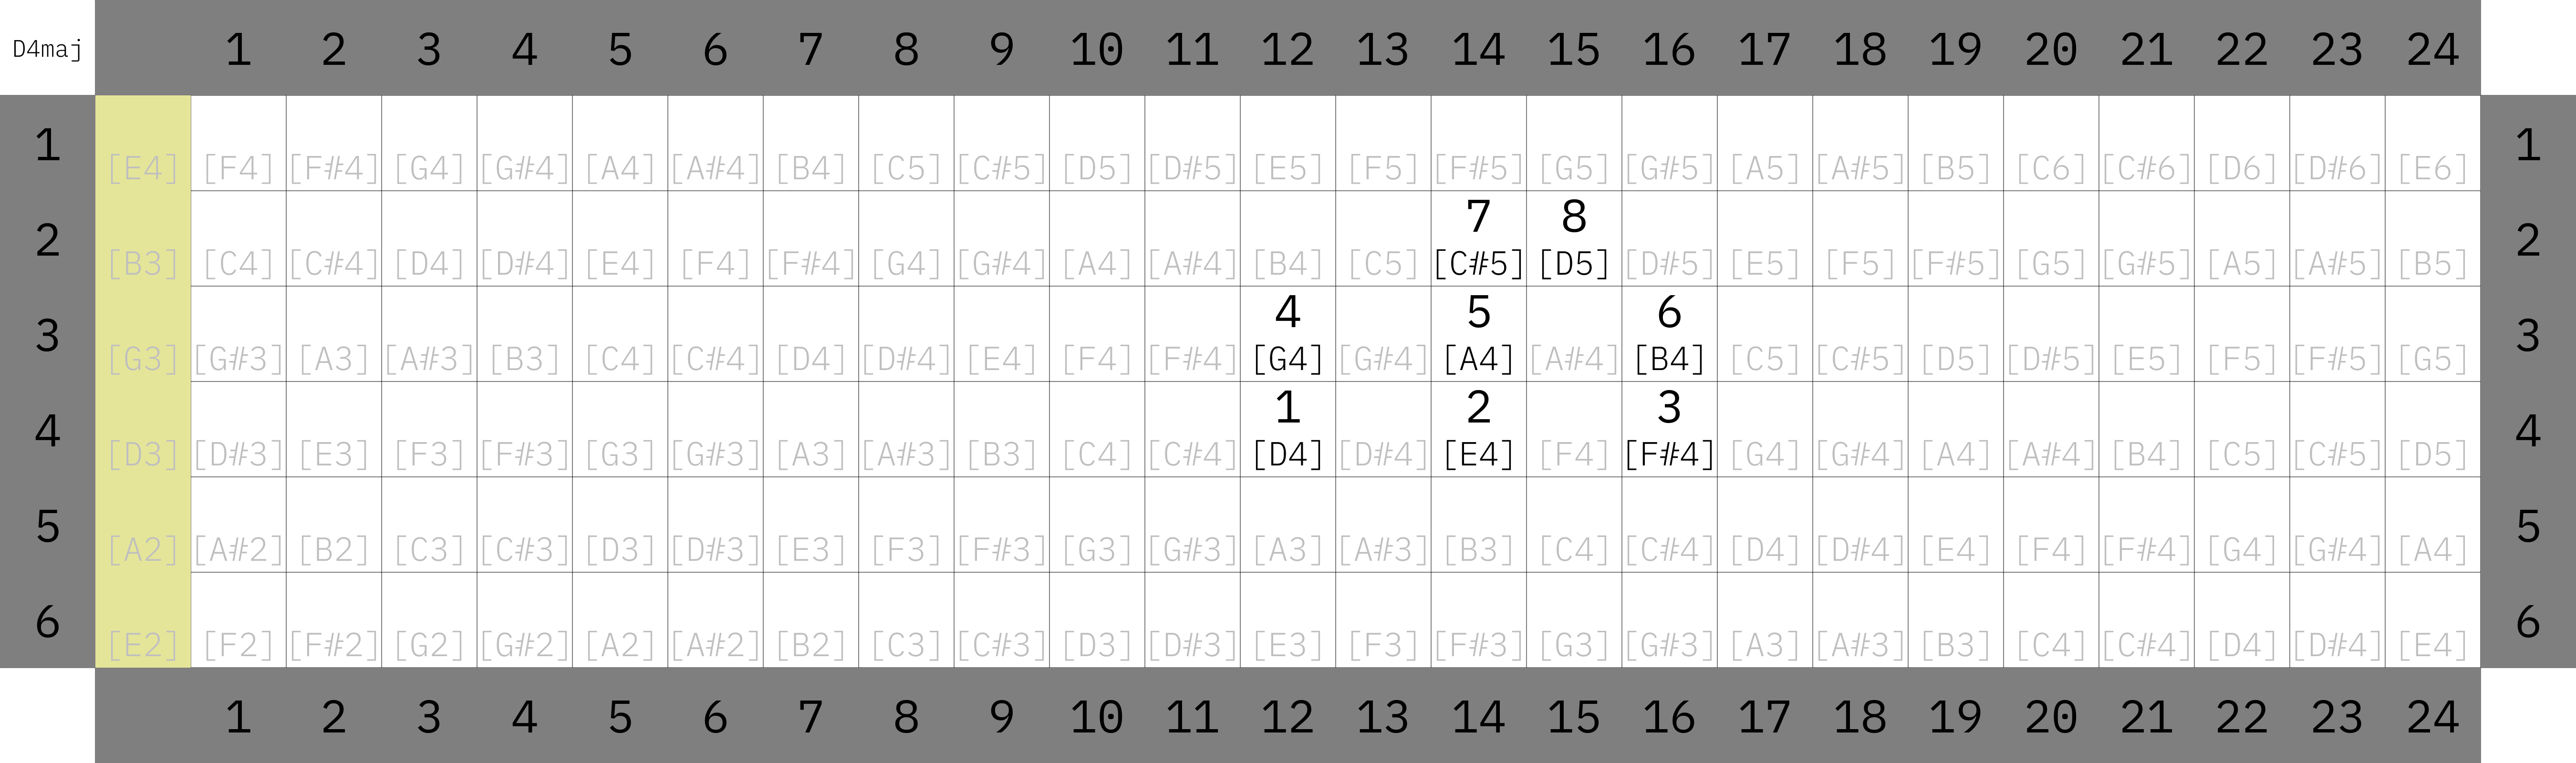 D4maj 1 2 3 4 5 6 7 8 9 10 11 12 13 14 15 16 17 18 19 20 21 22 23 24
1 [E4] [F4] [F#4] [G4] [G#4] [A4] [A#4] [B4] [C5] [C#5] [D5] [D#5] [E5] [F5] [F#5] [G5] [G#5] [A5] [A#5] [B5] [C6] [C#6] [D6] [D#6] [E6] 1
7 8
2 [B3] [C4] [C#4] [D4] [D#4] [E4] [F4] [F#4] [G4] [G#4] [A4] [A#4] [B4] [C5] [C#5] [D5] [D#5] [E5] [F5] [F#5] [G5] [G#5] [A5] [A#5] [B5] 2
4 5 6
3 [G3] [G#3] [A3] [A#3] [B3] [C4] [C#4] [D4] [D#4] [E4] [F4] [F#4] [G4] [G#4] [A4] [A#4] [B4] [C5] [C#5] [D5] [D#5] [E5] [F5] [F#5] [G5] 3
1 2 3
4 [D3] [D#3] [E3] [F3] [F#3] [G3] [G#3] [A3] [A#3] [B3] [C4] [C#4] [D4] [D#4] [E4] [F4] [F#4] [G4] [G#4] [A4] [A#4] [B4] [C5] [C#5] [D5] 4
5 [A2] [A#2] [B2] [C3] [C#3] [D3] [D#3] [E3] [F3] [F#3] [G3] [G#3] [A3] [A#3] [B3] [C4] [C#4] [D4] [D#4] [E4] [F4] [F#4] [G4] [G#4] [A4] 5
6 [E2] [F2] [F#2] [G2] [G#2] [A2] [A#2] [B2] [C3] [C#3] [D3] [D#3] [E3] [F3] [F#3] [G3] [G#3] [A3] [A#3] [B3] [C4] [C#4] [D4] [D#4] [E4] 6
1 2 3 4 5 6 7 8 9 10 11 12 13 14 15 16 17 18 19 20 21 22 23 24